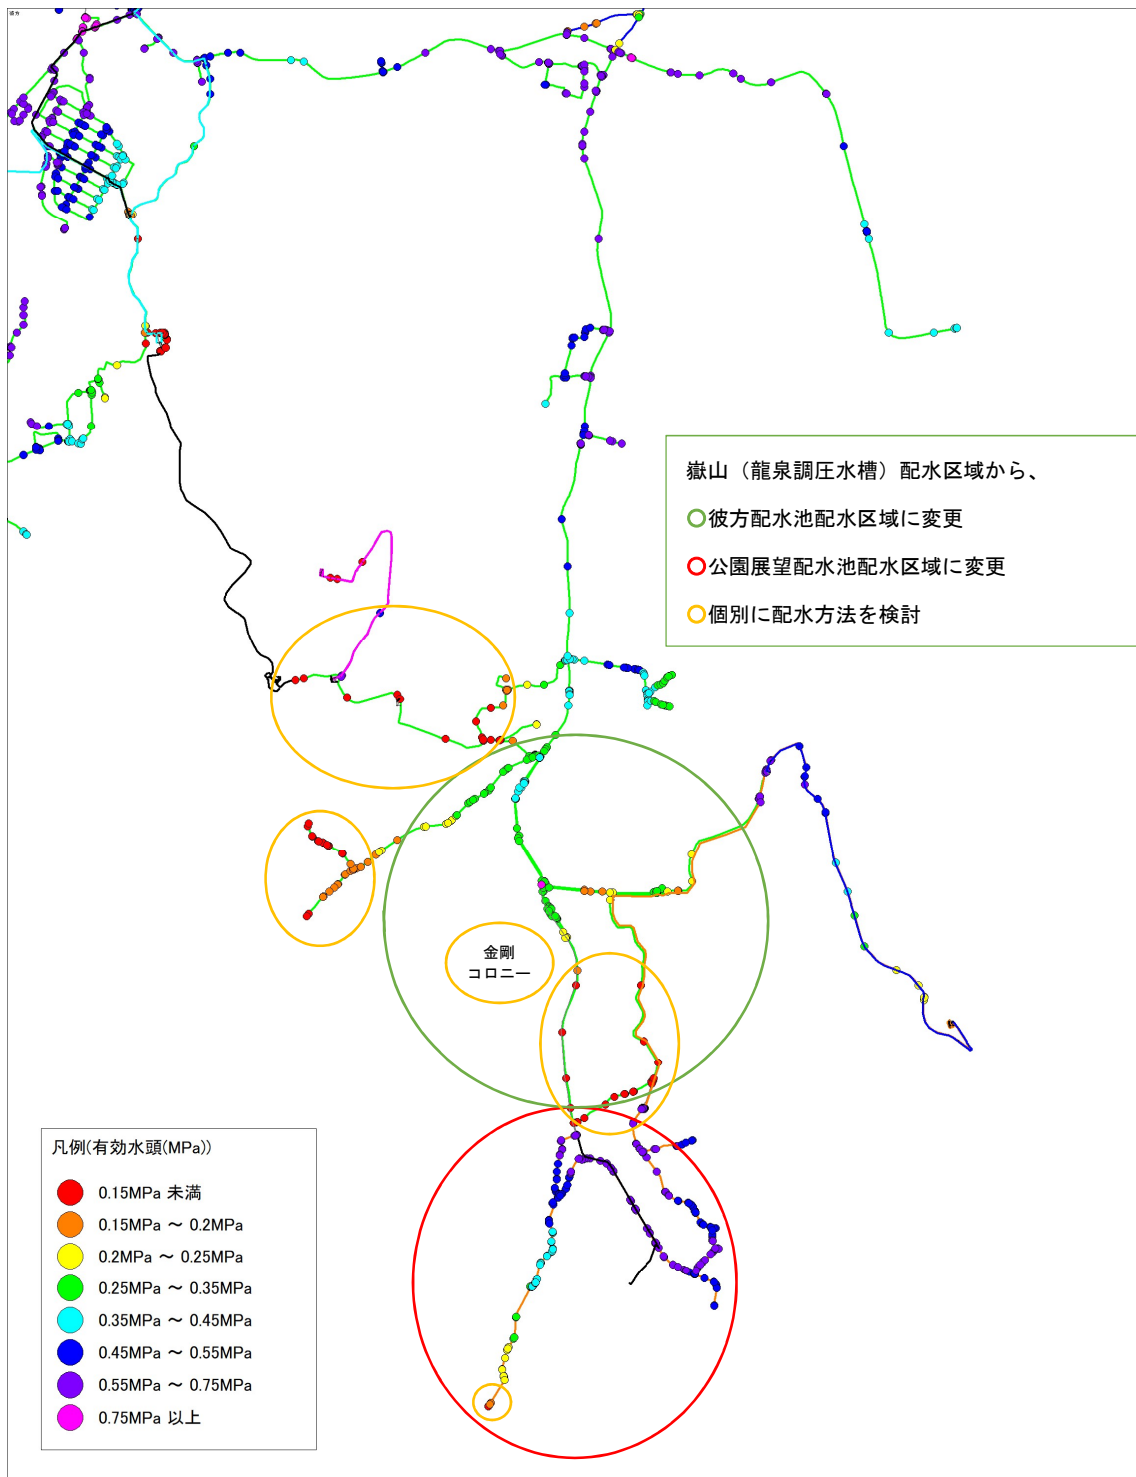 彼方
嶽山（龍泉調圧水槽）配水区域から、
彼方配水池配水区域に変更
公園展望配水池配水区域に変更
個別に配水方法を検討
金剛
コロニー
凡例(有効水頭(MPa))
0.15MPa 未満
0.15MPa ～ 0.2MPa
0.2MPa ～ 0.25MPa
0.25MPa ～ 0.35MPa
0.35MPa ～ 0.45MPa
0.45MPa ～ 0.55MPa
0.55MPa ～ 0.75MPa
0.75MPa 以上